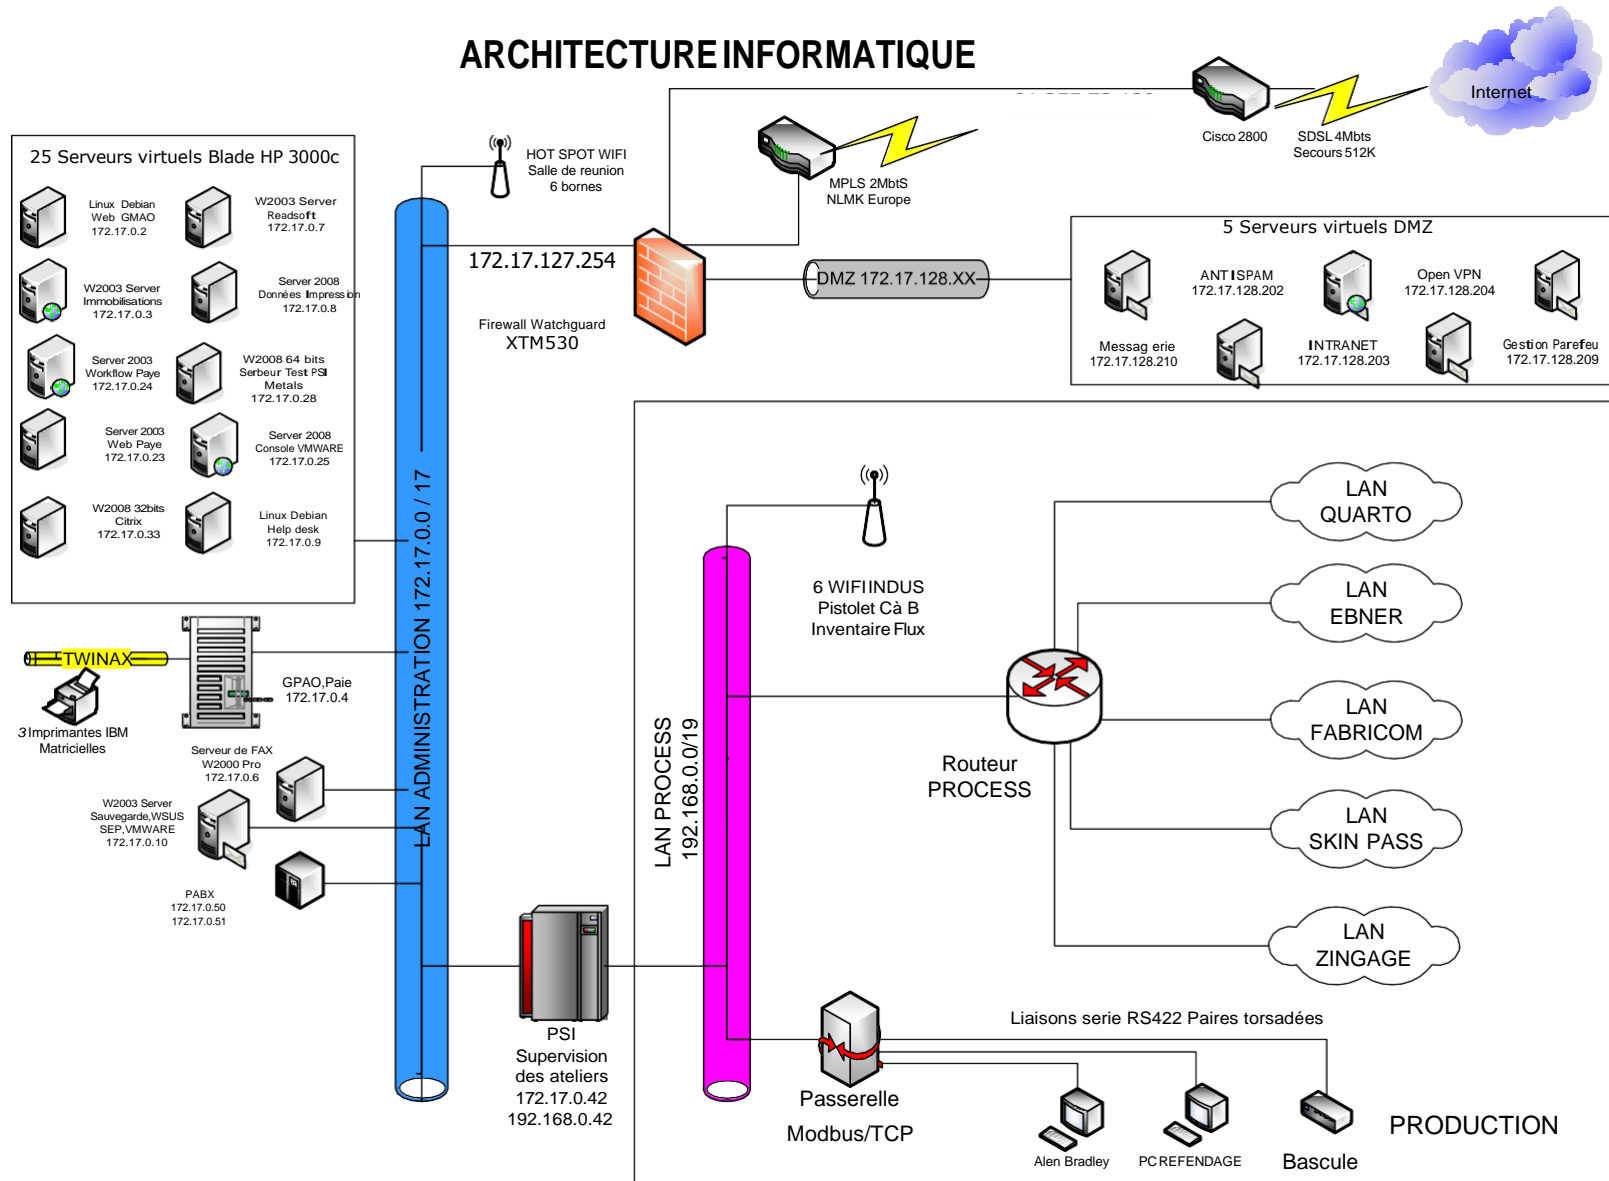 ARCHITECTURE INFORMATIQUE
Internet
Cisco 2800
SDSL 4Mbts
Secours 512K
MPLS 2MbtS
NLMK Europe
HOT SPOT WIFI
Salle de reunion
6 bornes
25 Serveurs virtuels Blade HP 3000c
Linux Debian
Web GMAO
172.17.0.2
W2003 Server
Readsoft
172.17.0.7
W2003 Server
Immobilisations
172.17.0.3
Server 2008
Données Impression
172.17.0.8
Server 2003
Workflow Paye
172.17.0.24
W2008 64 bits
Serbeur Test PSI
Metals
172.17.0.28
Server 2003
Web Paye
172.17.0.23
Server 2008
Console VMWARE
172.17.0.25
W2008 32bits
Citrix
172.17.0.33
Linux Debian
Help desk
172.17.0.9
172.17.127.254
Firewall Watchguard
XTM530
DMZ 172.17.128.XX
5 Serveurs virtuels DMZ
ANTISPAM
172.17.128.202
Open VPN
172.17.128.204
Messag erie
172.17.128.210
INTRANET
172.17.128.203
Gestion Parefeu
172.17.128.209
LAN ADMINISTRATION 172.17.0.0 / 17
TWINAX
3 Imprimantes IBM
Matricielles
GPAO,Paie
172.17.0.4
Serveur de FAX
W2000 Pro
172.17.0.6
W2003 Server
Sauvegarde,WSUS
SEP,VMWARE
172.17.0.10
PABX
172.17.0.50
172.17.0.51
PSI
Supervision
des ateliers
172.17.0.42
192.168.0.42
LAN PROCESS
192.168.0.0/19
6 WIFI INDUS
Pistolet Cà B
Inventaire Flux
Routeur
PROCESS
LAN
QUARTO
LAN
EBNER
LAN
FABRICOM
LAN
SKIN PASS
LAN
ZINGAGE
Liaisons serie RS422 Paires torsadées
Passerelle
Modbus/TCP
Alen Bradley
PC REFENDAGE
Bascule
PRODUCTION